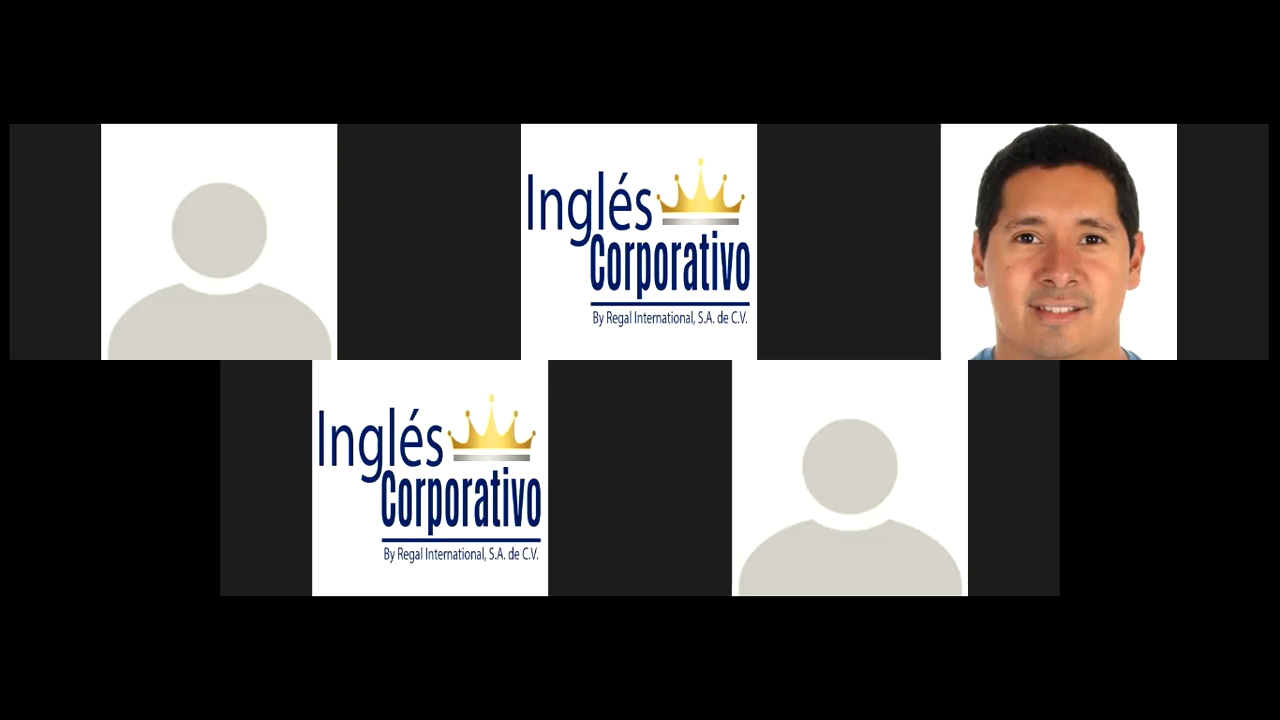 Inglés
Corporativo
By Regal International, S.A. de C.V.
Inglés
Corporativo
By Regal International, S.A. de C.V.